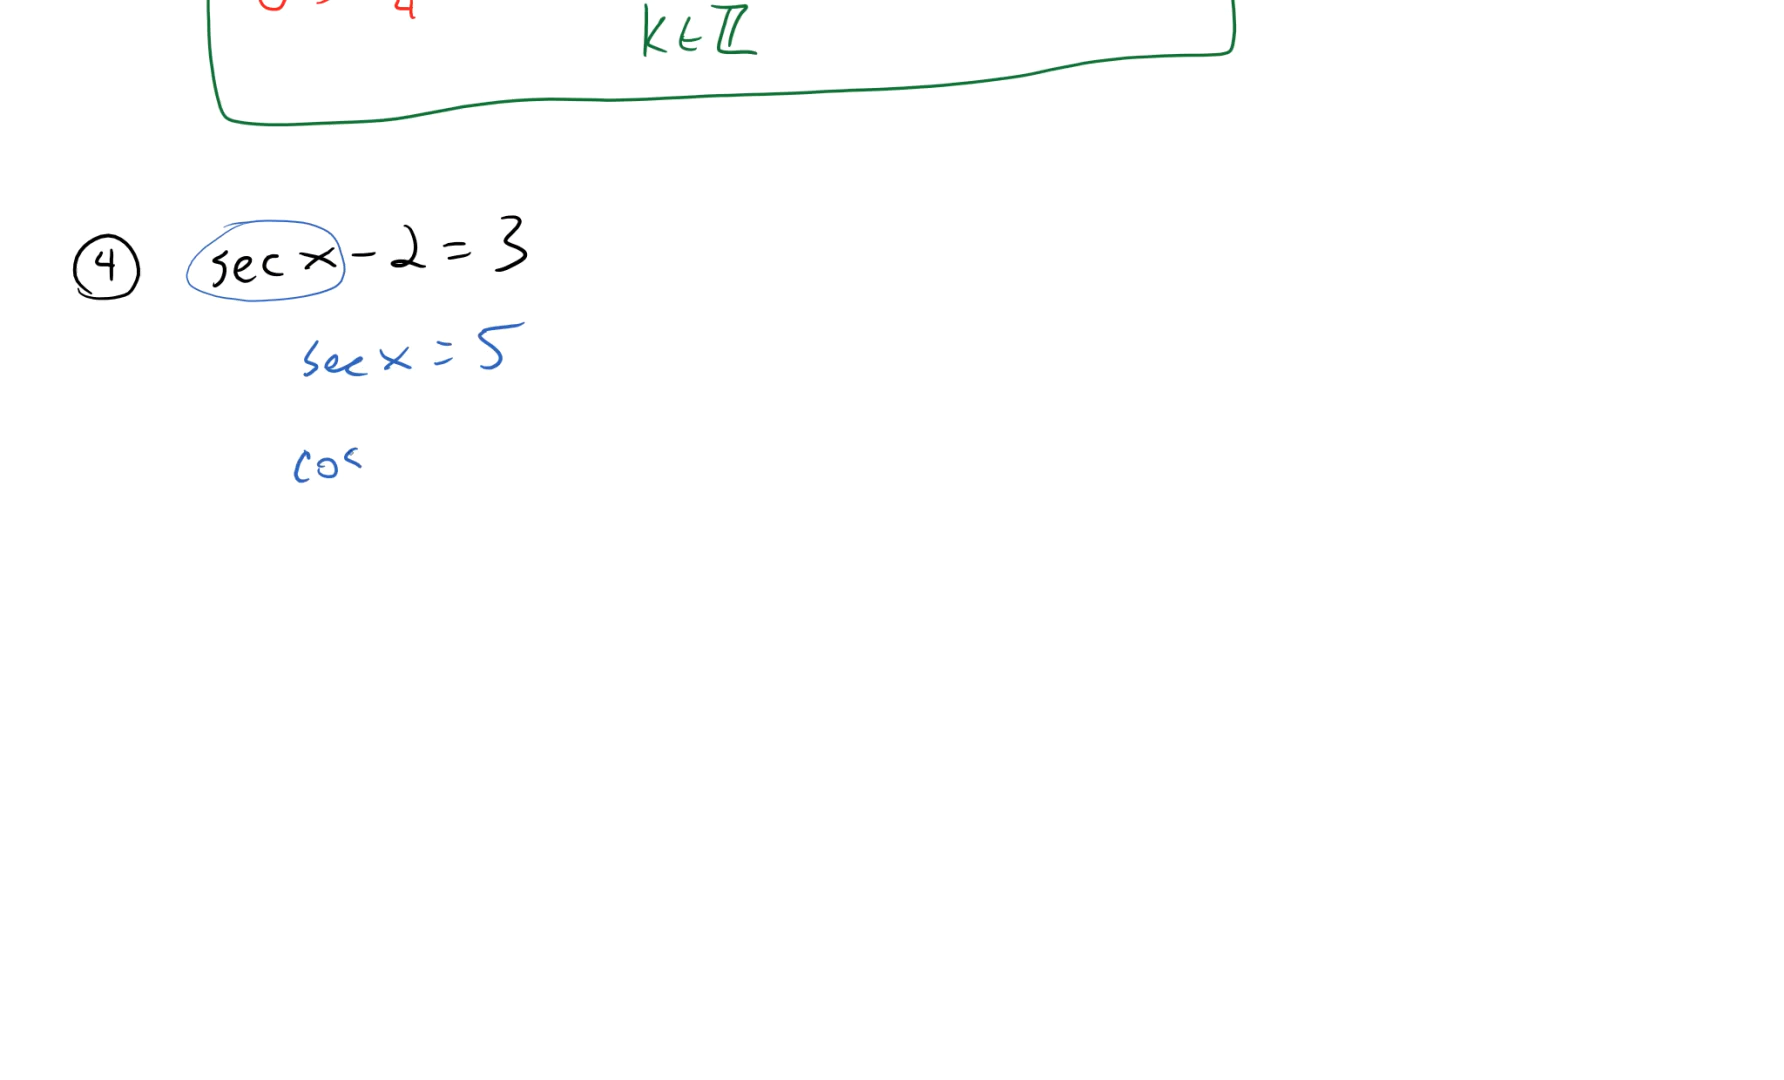 k∈ℤ
④ sec x - 2 = 3
sec x = 5
cos